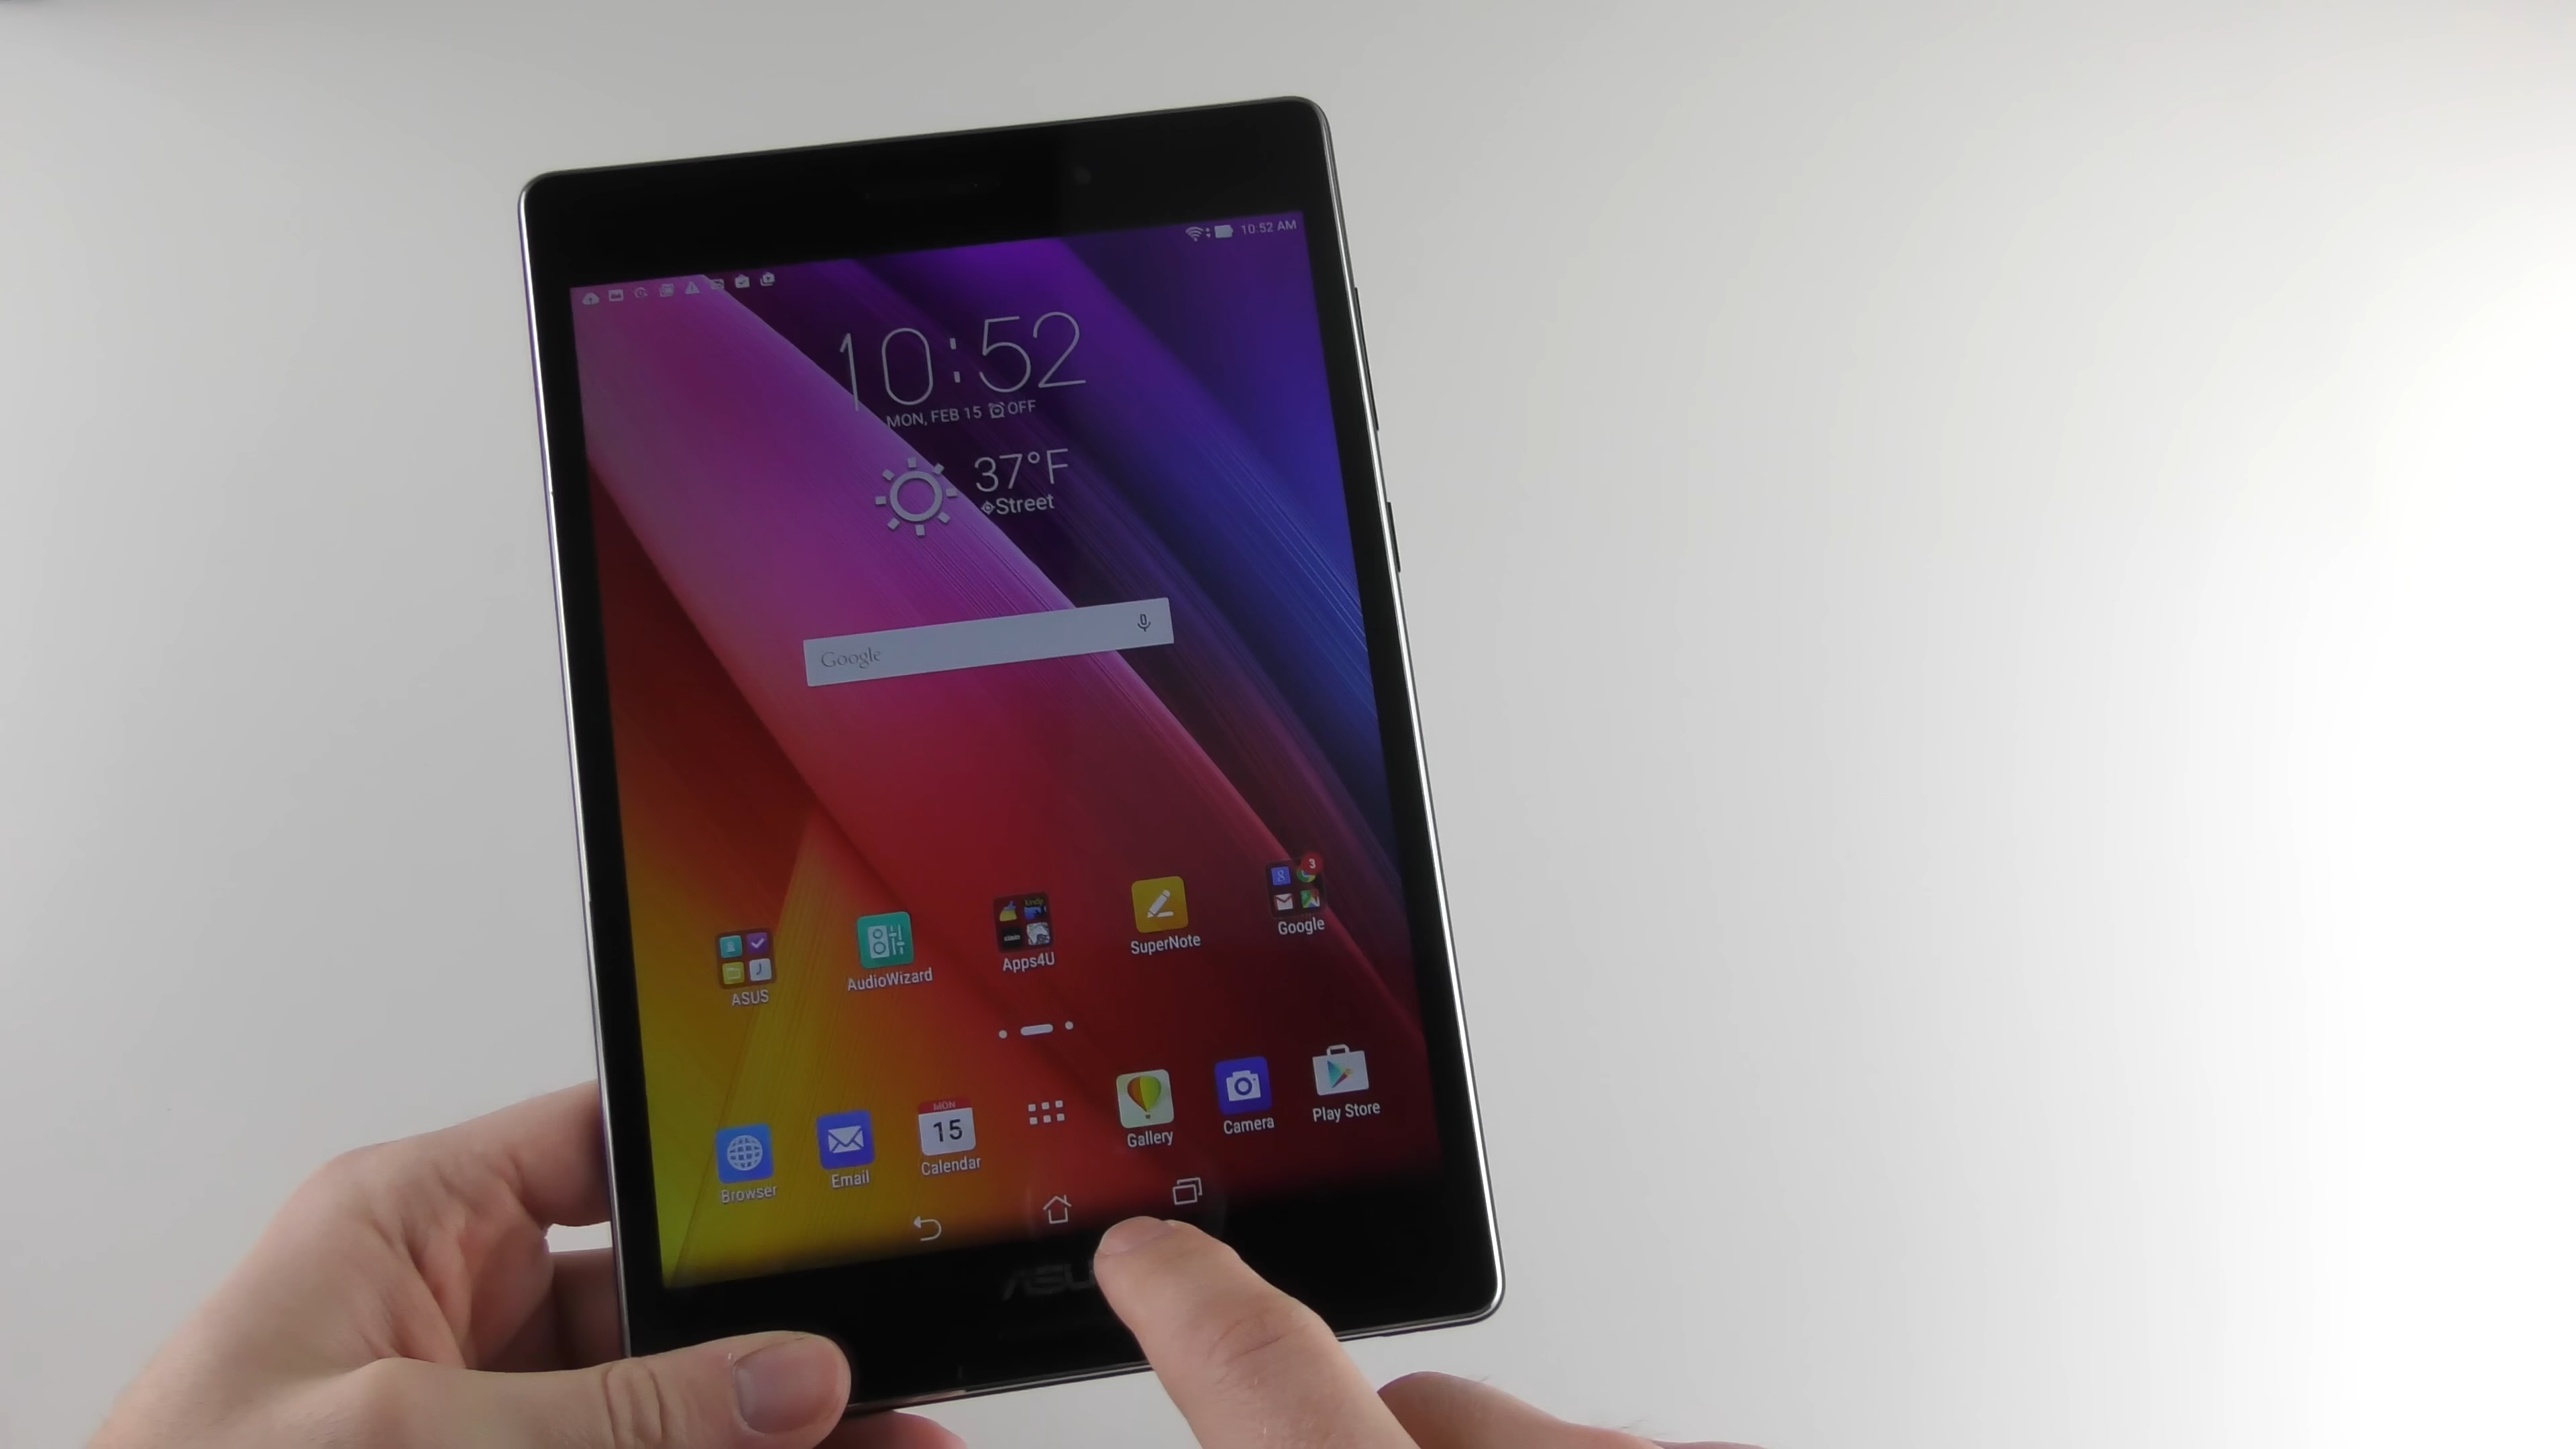 10:52 AM
10:52
MON, FEB 15 OFF
37°F
Street
Google
3
ASUS
AudioWizard
Apps4U
SuperNote
Google
MON
15
Browser
Email
Calendar
Gallery
Camera
Play Store
ASU